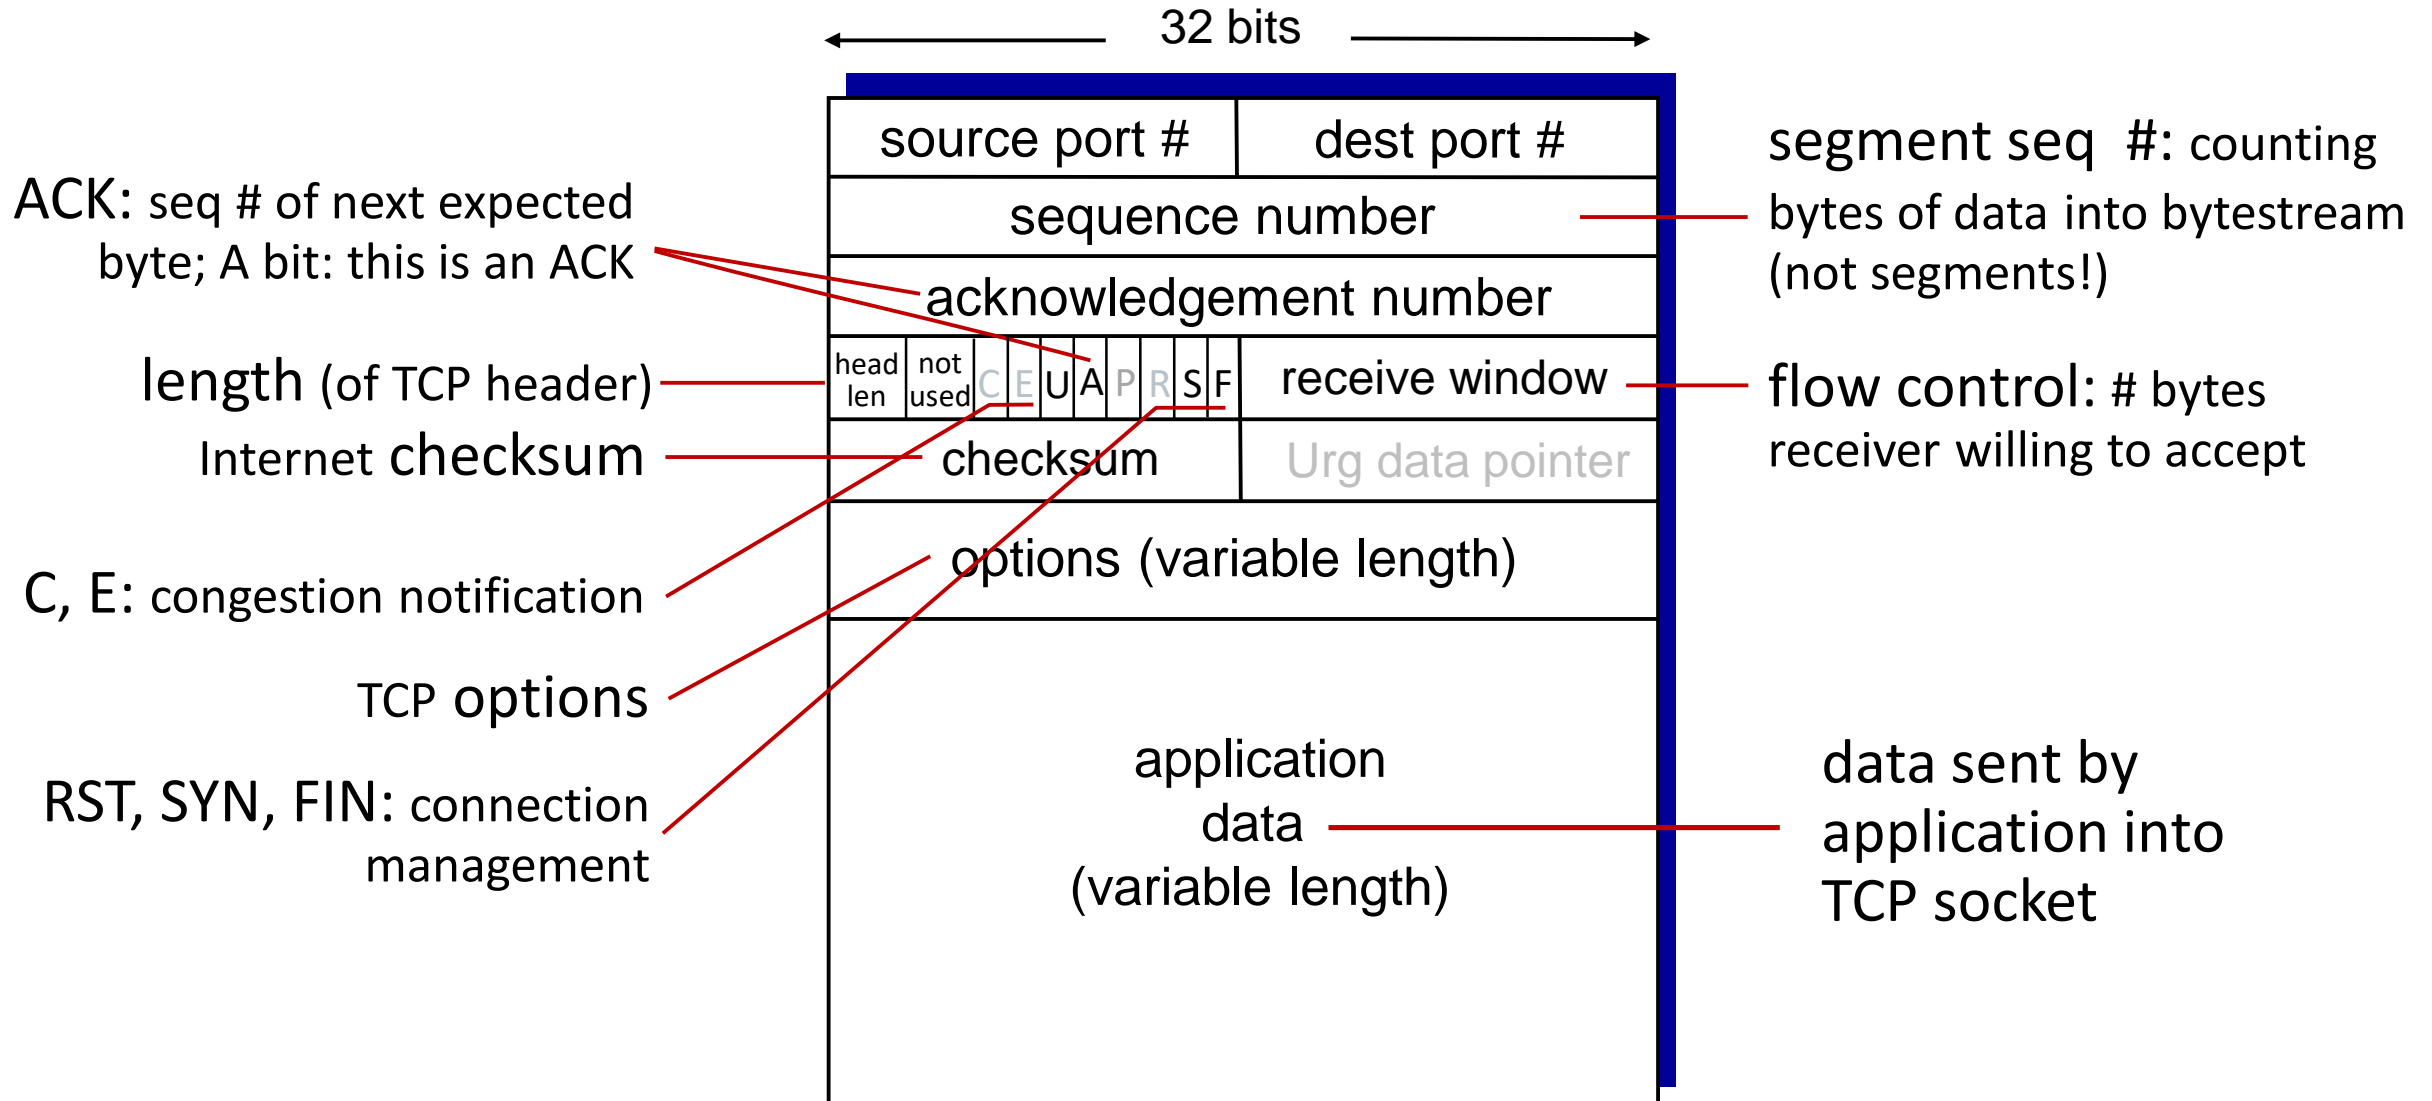 32 bits
source port #
dest port #
sequence number
acknowledgement number
head
len
not
used
C
E
U
A
P
R
S
F
receive window
checksum
Urg data pointer
options (variable length)
application
data
(variable length)
ACK: seq # of next expected
byte; A bit: this is an ACK
length (of TCP header)
Internet checksum
C, E: congestion notification
TCP options
RST, SYN, FIN: connection
management
segment seq #: counting
bytes of data into bytestream
(not segments!)
flow control: # bytes
receiver willing to accept
data sent by
application into
TCP socket